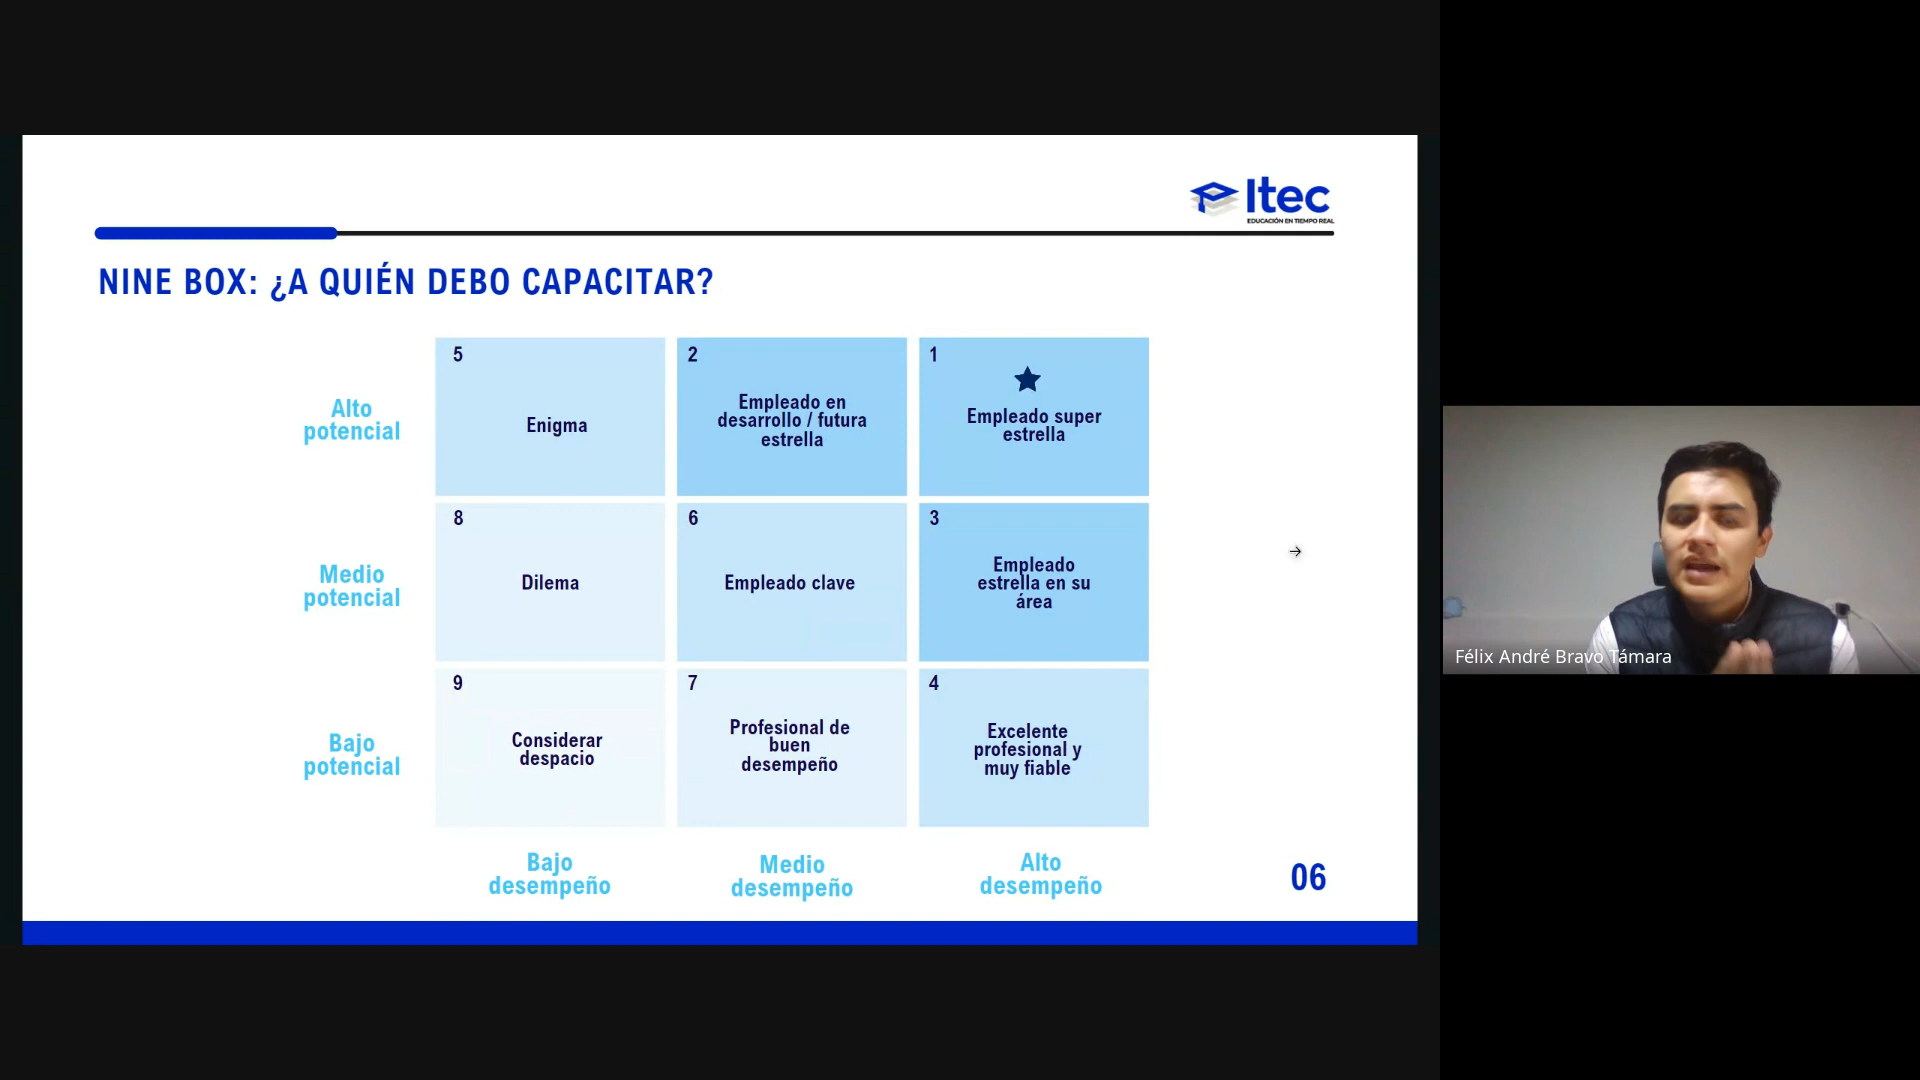 Itec
EDUCACIÓN EN TIEMPO REAL
NINE BOX: ¿A QUIÉN DEBO CAPACITAR?
Alto
potencial
5
Enigma
2
Empleado en
desarrollo / futura
estrella
1
Empleado super
estrella
Medio
potencial
8
Dilema
6
Empleado clave
3
Empleado
estrella en su
área
Bajo
potencial
9
Considerar
despacio
7
Profesional de
buen
desempeño
4
Excelente
profesional y
muy fiable
Bajo
desempeño
Medio
desempeño
Alto
desempeño
06
Félix André Bravo Támara